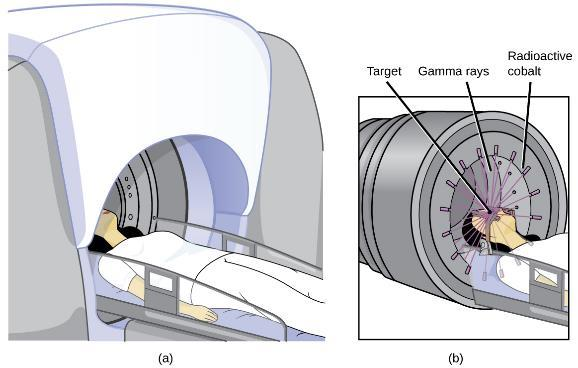 Radioactive
Target Gamma rays cobalt
(a)
(b)